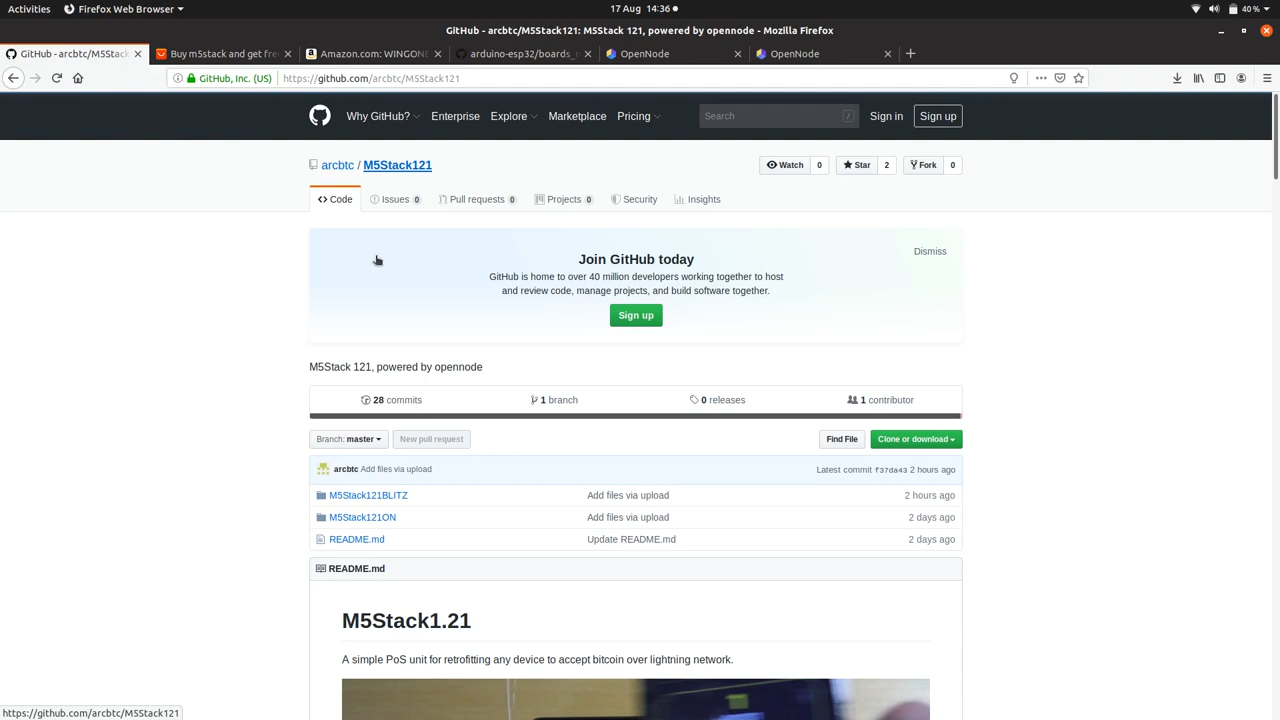 Activities Firefox Web Browser 17 Aug 14:36 40 %
GitHub - arcbtc/M5Stack121: M5Stack 121, powered by opennode - Mozilla Firefox
GitHub - arcbtc/M5Stack Buy m5stack and get fre Amazon.com: WINGONE arduino-esp32/boards_ OpenNode OpenNode
GitHub, Inc. (US) https://github.com/arcbtc/M5Stack121
Why GitHub? Enterprise Explore Marketplace Pricing Search / Sign in Sign up
arcbtc / M5Stack121 Watch 0 Star 2 Fork 0
Code Issues 0 Pull requests 0 Projects 0 Security Insights
Dismiss
Join GitHub today
GitHub is home to over 40 million developers working together to host
and review code, manage projects, and build software together.
Sign up
M5Stack 121, powered by opennode
28 commits 1 branch 0 releases 1 contributor
Branch: master New pull request Find File Clone or download
arcbtc Add files via upload Latest commit f37da43 2 hours ago
M5Stack121BLITZ Add files via upload 2 hours ago
M5Stack121ON Add files via upload 2 days ago
README.md Update README.md 2 days ago
README.md
M5Stack1.21
A simple PoS unit for retrofitting any device to accept bitcoin over lightning network.
https://github.com/arcbtc/M5Stack121